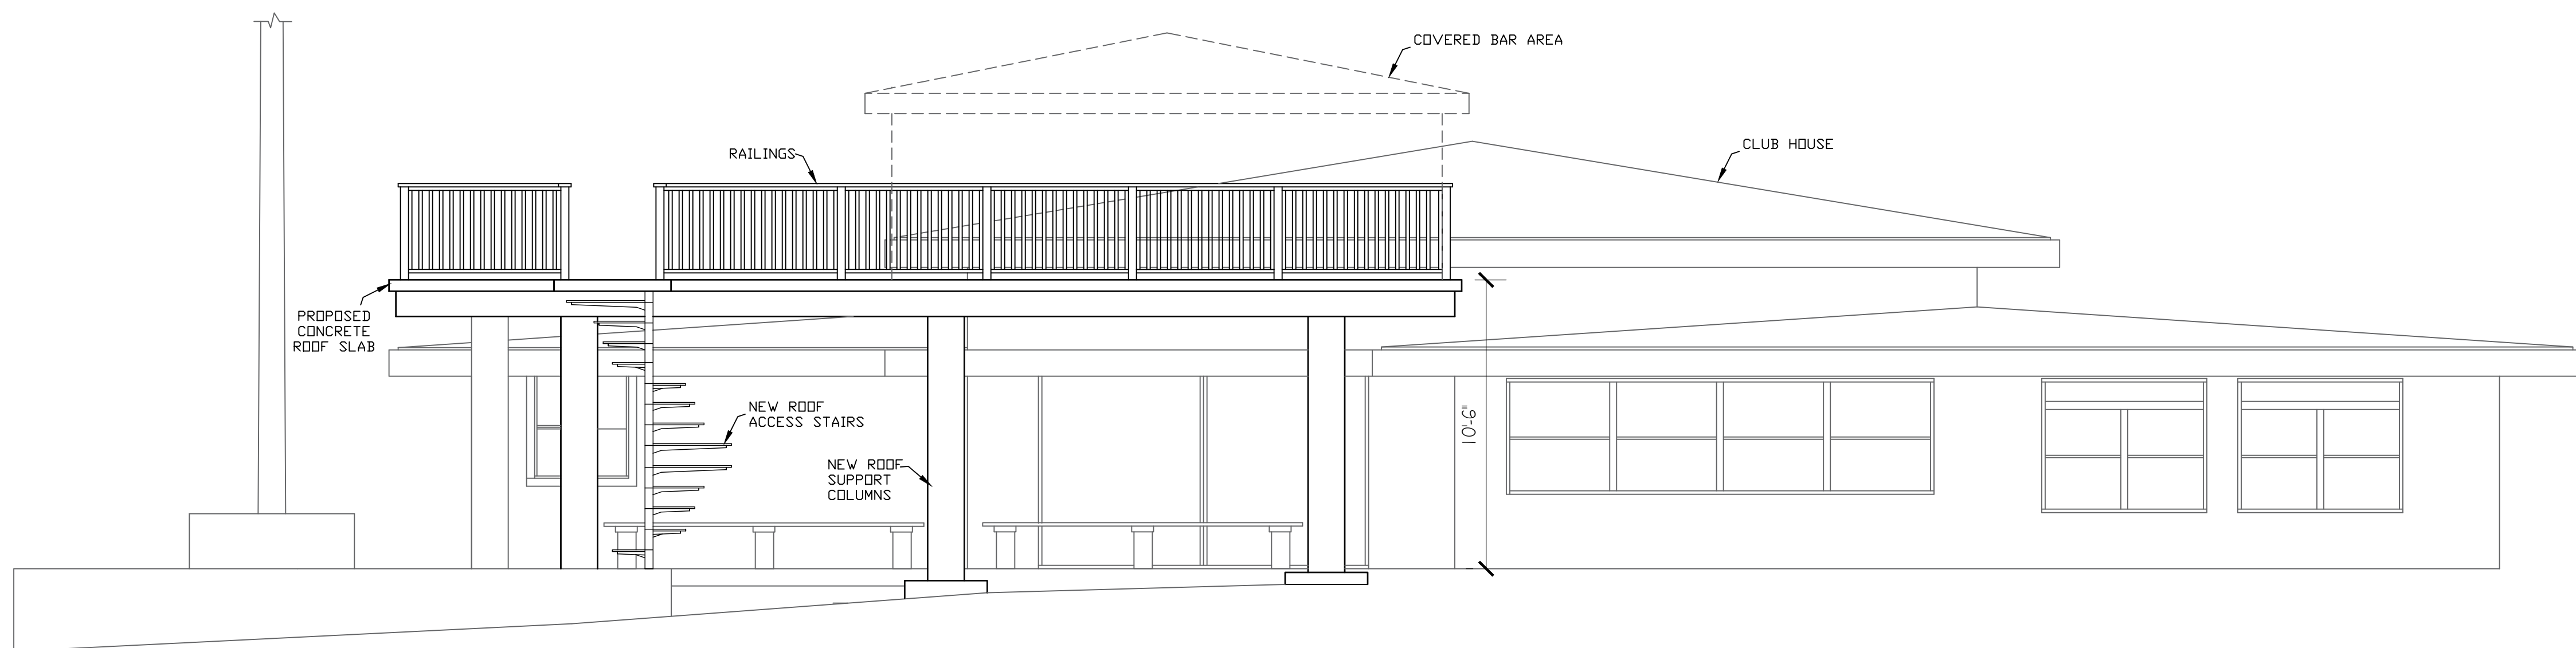 COVERED BAR AREA
CLUB HOUSE
RAILINGS
PROPOSED
CONCRETE
ROOF SLAB
NEW ROOF
ACCESS STAIRS
10'-6"
NEW ROOF
SUPPORT
COLUMNS